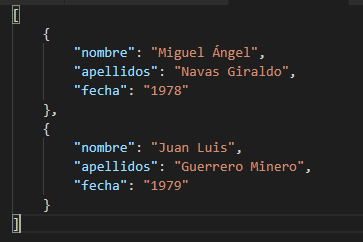 [
    {
        "nombre": "Miguel Ángel",
        "apellidos": "Navas Giraldo",
        "fecha": "1978"
    },
    {
        "nombre": "Juan Luis",
        "apellidos": "Guerrero Minero",
        "fecha": "1979"
    }
]